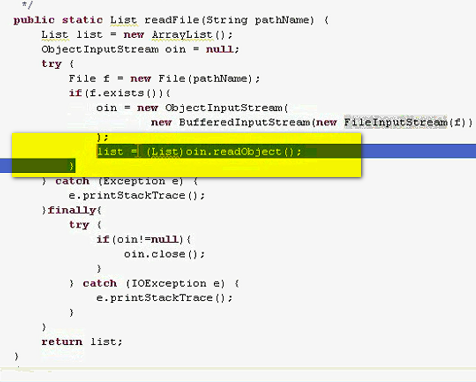 */
public static List readFile(String pathName) {
List list = new ArrayList();
ObjectInputStream oin = null;
try {
File f = new File(pathName);
if(f.exists()){
oin = new ObjectInputStream(
new BufferedInputStream(new FileInputStream(f))
);
list = (List)oin.readObject();
}
} catch (Exception e) {
e.printStackTrace();
}finally{
try {
if(oin!=null){
oin.close();
}
} catch (IOException e) {
e.printStackTrace();
}
}
return list;
}